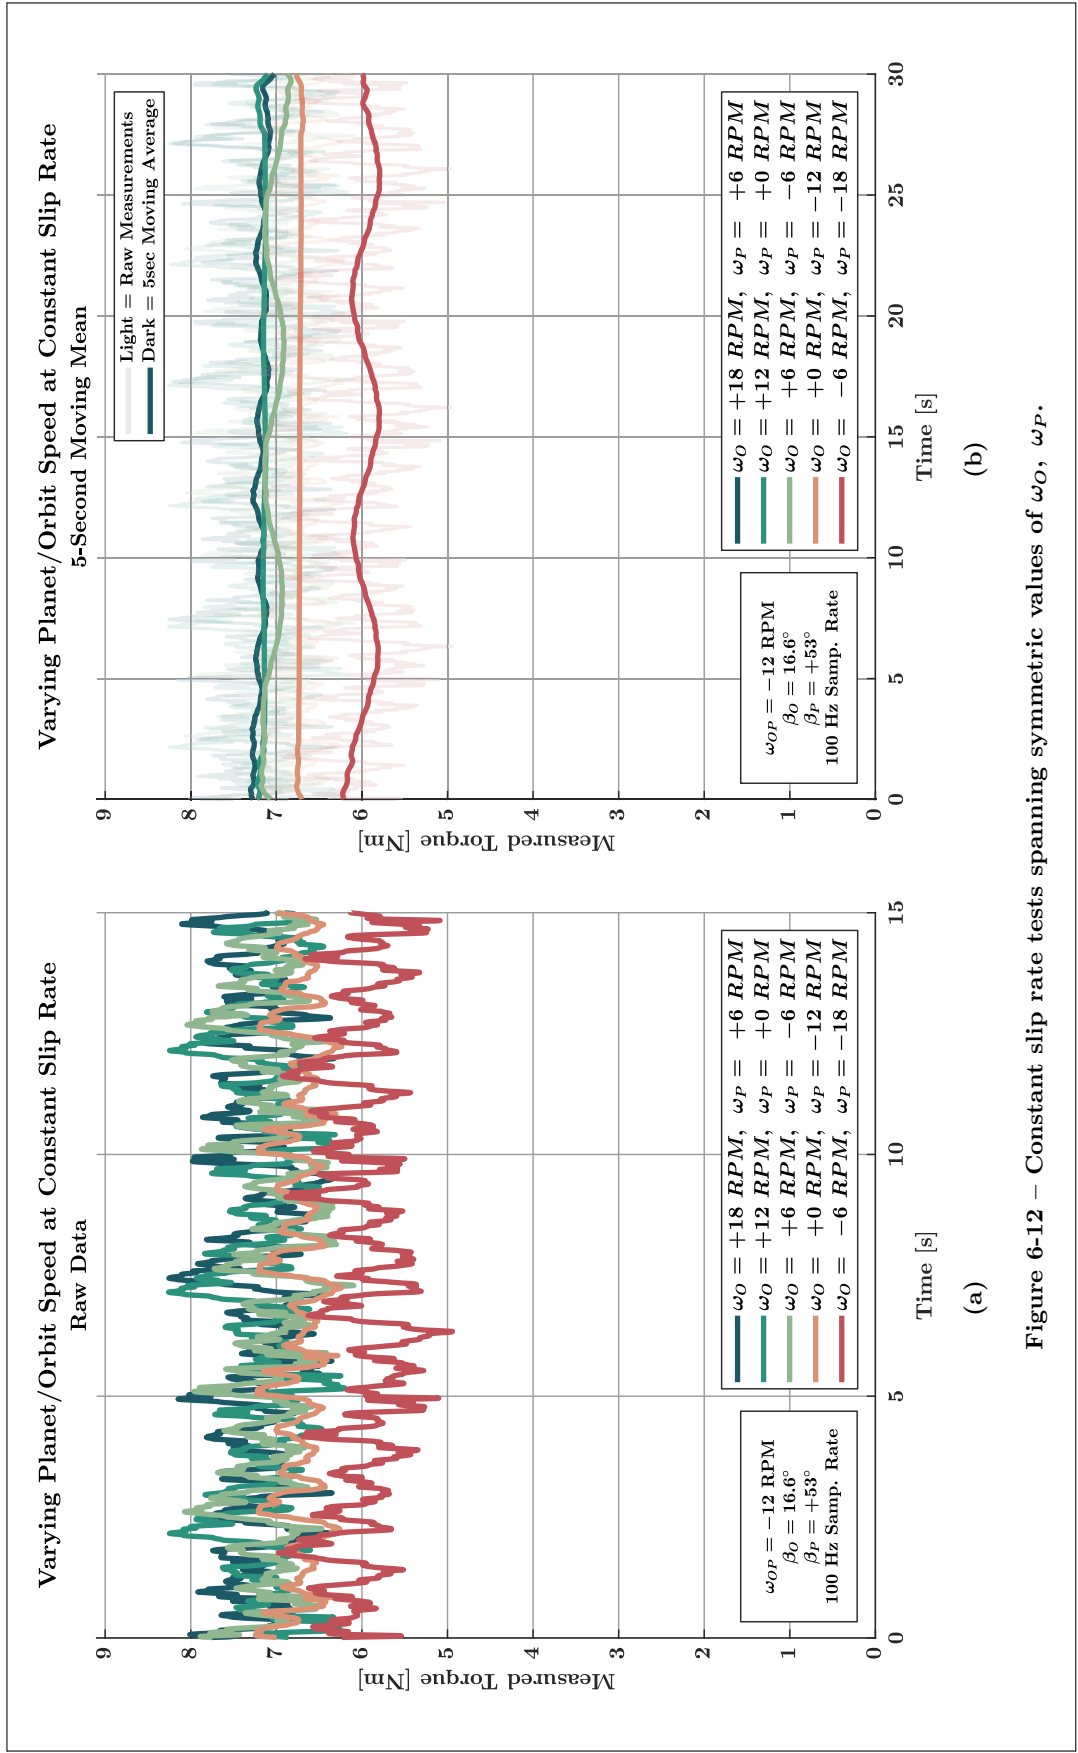 Varying Planet/Orbit Speed at Constant Slip Rate
Raw Data
9
8
7
6
5
4
3
2
1
0
Measured Torque [Nm]
0
5
10
15
Time [s]
ω_OP = −12 RPM
β_O = 16.6°
β_P = +53°
100 Hz Samp. Rate
ω_O = +18 RPM, ω_P = +6 RPM
ω_O = +12 RPM, ω_P = +0 RPM
ω_O = +6 RPM, ω_P = −6 RPM
ω_O = +0 RPM, ω_P = −12 RPM
ω_O = −6 RPM, ω_P = −18 RPM
(a)
Varying Planet/Orbit Speed at Constant Slip Rate
5-Second Moving Mean
Light = Raw Measurements
Dark = 5sec Moving Average
9
8
7
6
5
4
3
2
1
0
Measured Torque [Nm]
0
5
10
15
20
25
30
Time [s]
ω_OP = −12 RPM
β_O = 16.6°
β_P = +53°
100 Hz Samp. Rate
ω_O = +18 RPM, ω_P = +6 RPM
ω_O = +12 RPM, ω_P = +0 RPM
ω_O = +6 RPM, ω_P = −6 RPM
ω_O = +0 RPM, ω_P = −12 RPM
ω_O = −6 RPM, ω_P = −18 RPM
(b)
Figure 6-12 – Constant slip rate tests spanning symmetric values of ω_O, ω_P.